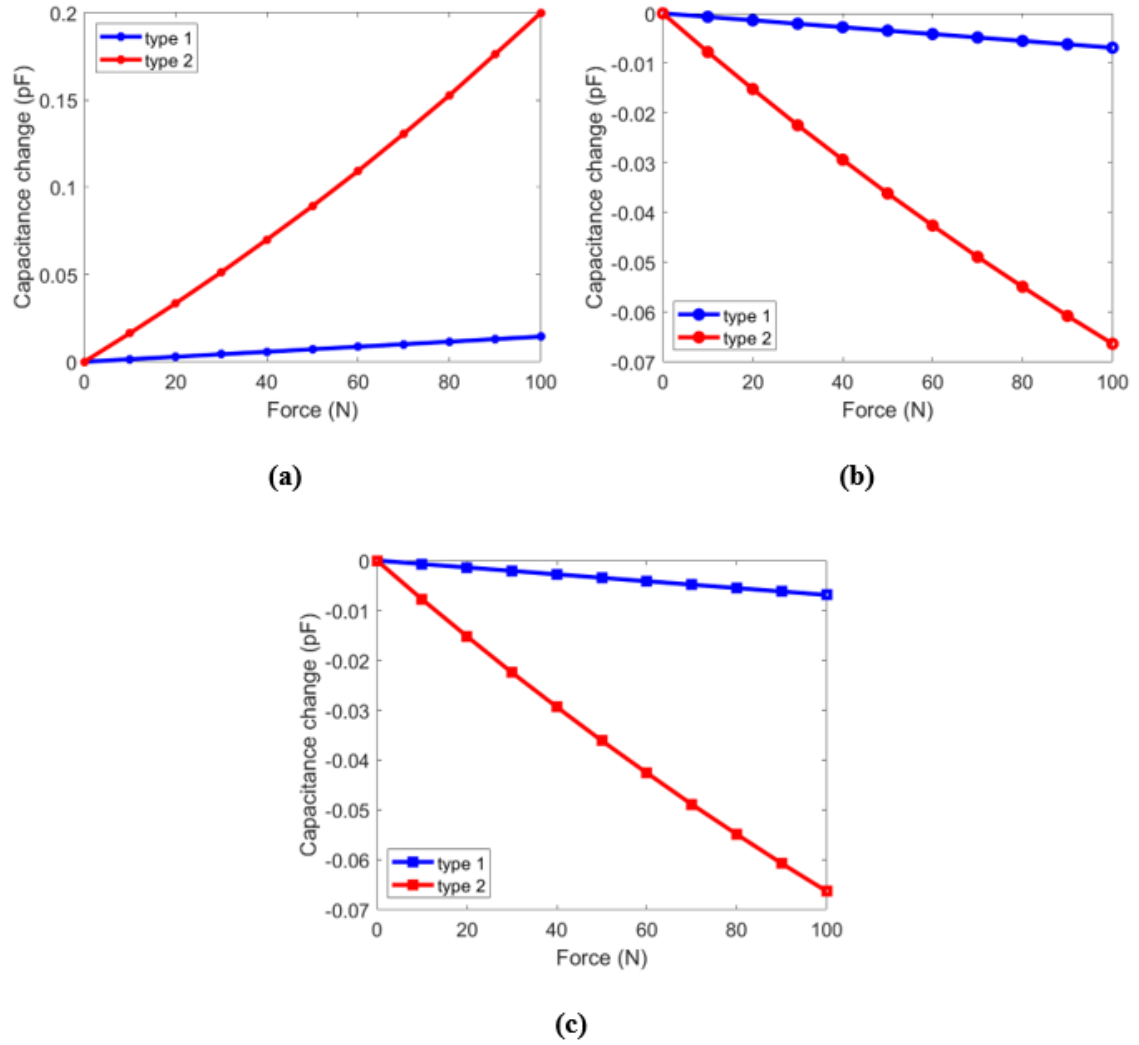 0.2
0.15
0.1
0.05
0
type 1
type 2
Capacitance change (pF)
0 20 40 60 80 100
Force (N)
(a)
0
-0.01
-0.02
-0.03
-0.04
-0.05
-0.06
-0.07
type 1
type 2
Capacitance change (pF)
0 20 40 60 80 100
Force (N)
(b)
0
-0.01
-0.02
-0.03
-0.04
-0.05
-0.06
-0.07
type 1
type 2
Capacitance change (pF)
0 20 40 60 80 100
Force (N)
(c)